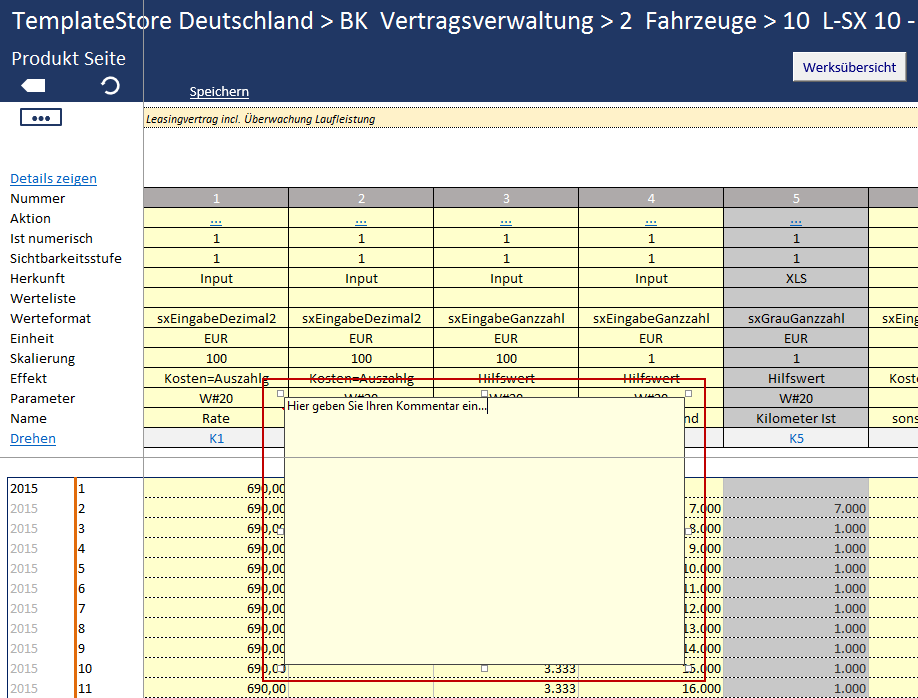 TemplateStore Deutschland > BK Vertragsverwaltung > 2 Fahrzeuge > 10 L-SX 10 -
Produkt Seite
Werksübersicht
Speichern
Leasingvertrag incl. Überwachung Laufleistung
Details zeigen
Nummer 1 2 3 4 5
Aktion ... ... ... ... ...
Ist numerisch 1 1 1 1 1
Sichtbarkeitsstufe 1 1 1 1 1
Herkunft Input Input Input Input XLS
Werteliste
Werteformat sxEingabeDezimal2 sxEingabeDezimal2 sxEingabeGanzzahl sxEingabeGanzzahl sxGrauGanzzahl sxEing
Einheit EUR EUR EUR EUR EUR
Skalierung 100 100 100 1 1
Effekt Kosten=Auszahlg Kosten=Auszahlg Hilfswert Hilfswert Hilfswert Kost
Parameter W#20 W#20 W#20 W#20
Name Rate nd Kilometer Ist sons
Drehen K1 K5
Hier geben Sie Ihren Kommentar ein...
2015 1 690,00
2015 2 690,00 7.000 7.000
2015 3 690,00 8.000 1.000
2015 4 690,00 9.000 1.000
2015 5 690,00 10.000 1.000
2015 6 690,00 11.000 1.000
2015 7 690,00 12.000 1.000
2015 8 690,00 13.000 1.000
2015 9 690,00 14.000 1.000
2015 10 690,00 3.333 15.000 1.000
2015 11 690,00 3.333 16.000 1.000